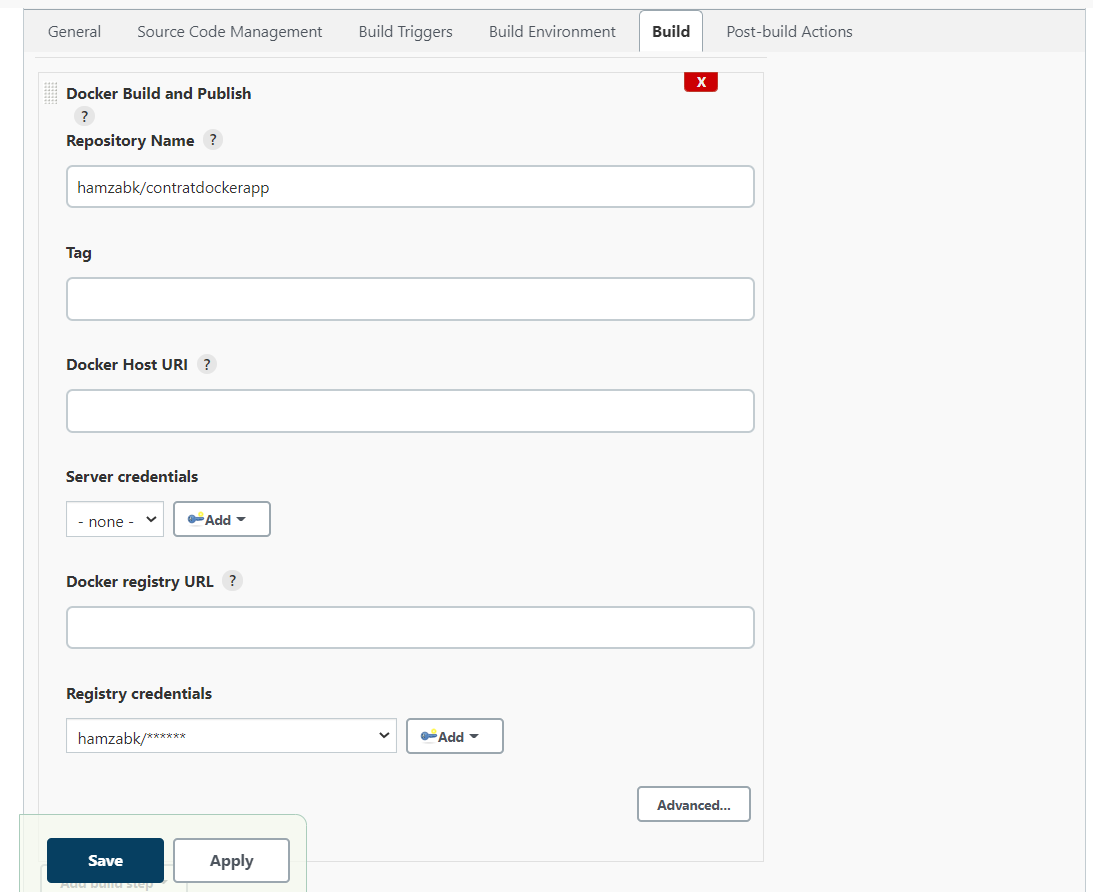 General Source Code Management Build Triggers Build Environment Build Post-build Actions
X
Docker Build and Publish
?
Repository Name ?
hamzabk/contratdockerapp
Tag
Docker Host URI ?
Server credentials
- none - Add
Docker registry URL ?
Registry credentials
hamzabk/****** Add
Advanced...
Save Apply
Add build step